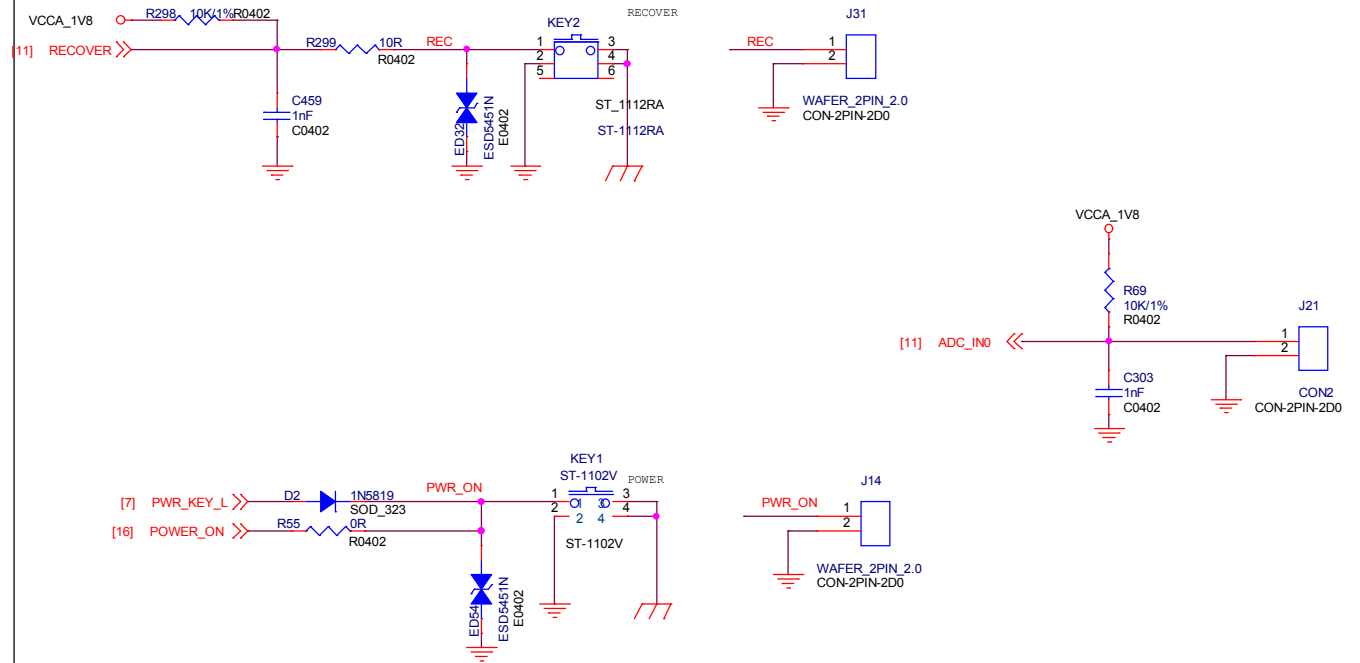 RECOVER
J31
VCCA_1V8 R298 10K/1% R0402
KEY2
[11] RECOVER R299 10R REC 1 3 REC 1
R0402 2 4 2
5 6
C459
1nF
C0402
ED32
ESD5451N
E0402
ST_1112RA
ST-1112RA
WAFER_2PIN_2.0
CON-2PIN-2D0
VCCA_1V8
R69
10K/1%
R0402
J21
[11] ADC_IN0 1
2
C303
1nF
C0402
CON2
CON-2PIN-2D0
KEY1
ST-1102V POWER
J14
[7] PWR_KEY_L D2 1N5819 PWR_ON 1 1 3 3 PWR_ON 1
SOD_323 2 2 4 4 2
[16] POWER_ON R55 0R
R0402
ST-1102V
ED54
ESD5451N
E0402
WAFER_2PIN_2.0
CON-2PIN-2D0